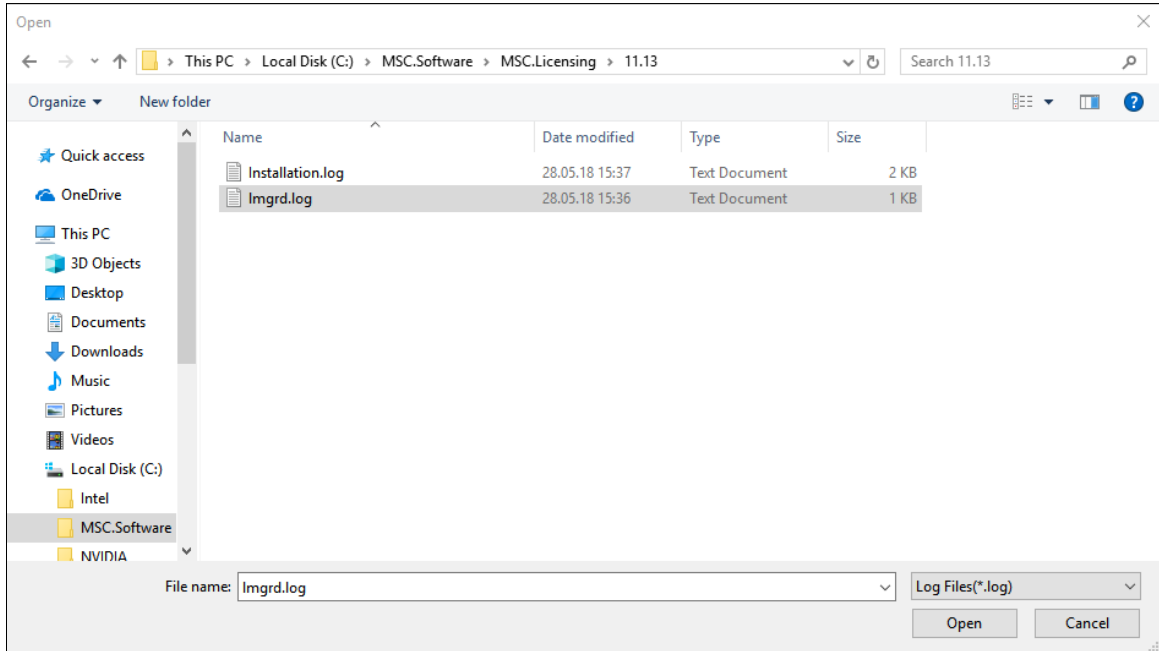 Open
This PC > Local Disk (C:) > MSC.Software > MSC.Licensing > 11.13
Search 11.13
Organize
New folder
Name Date modified Type Size
Installation.log 28.05.18 15:37 Text Document 2 KB
lmgrd.log 28.05.18 15:36 Text Document 1 KB
Quick access
OneDrive
This PC
3D Objects
Desktop
Documents
Downloads
Music
Pictures
Videos
Local Disk (C:)
Intel
MSC.Software
NVIDIA
File name: lmgrd.log
Log Files(*.log)
Open Cancel